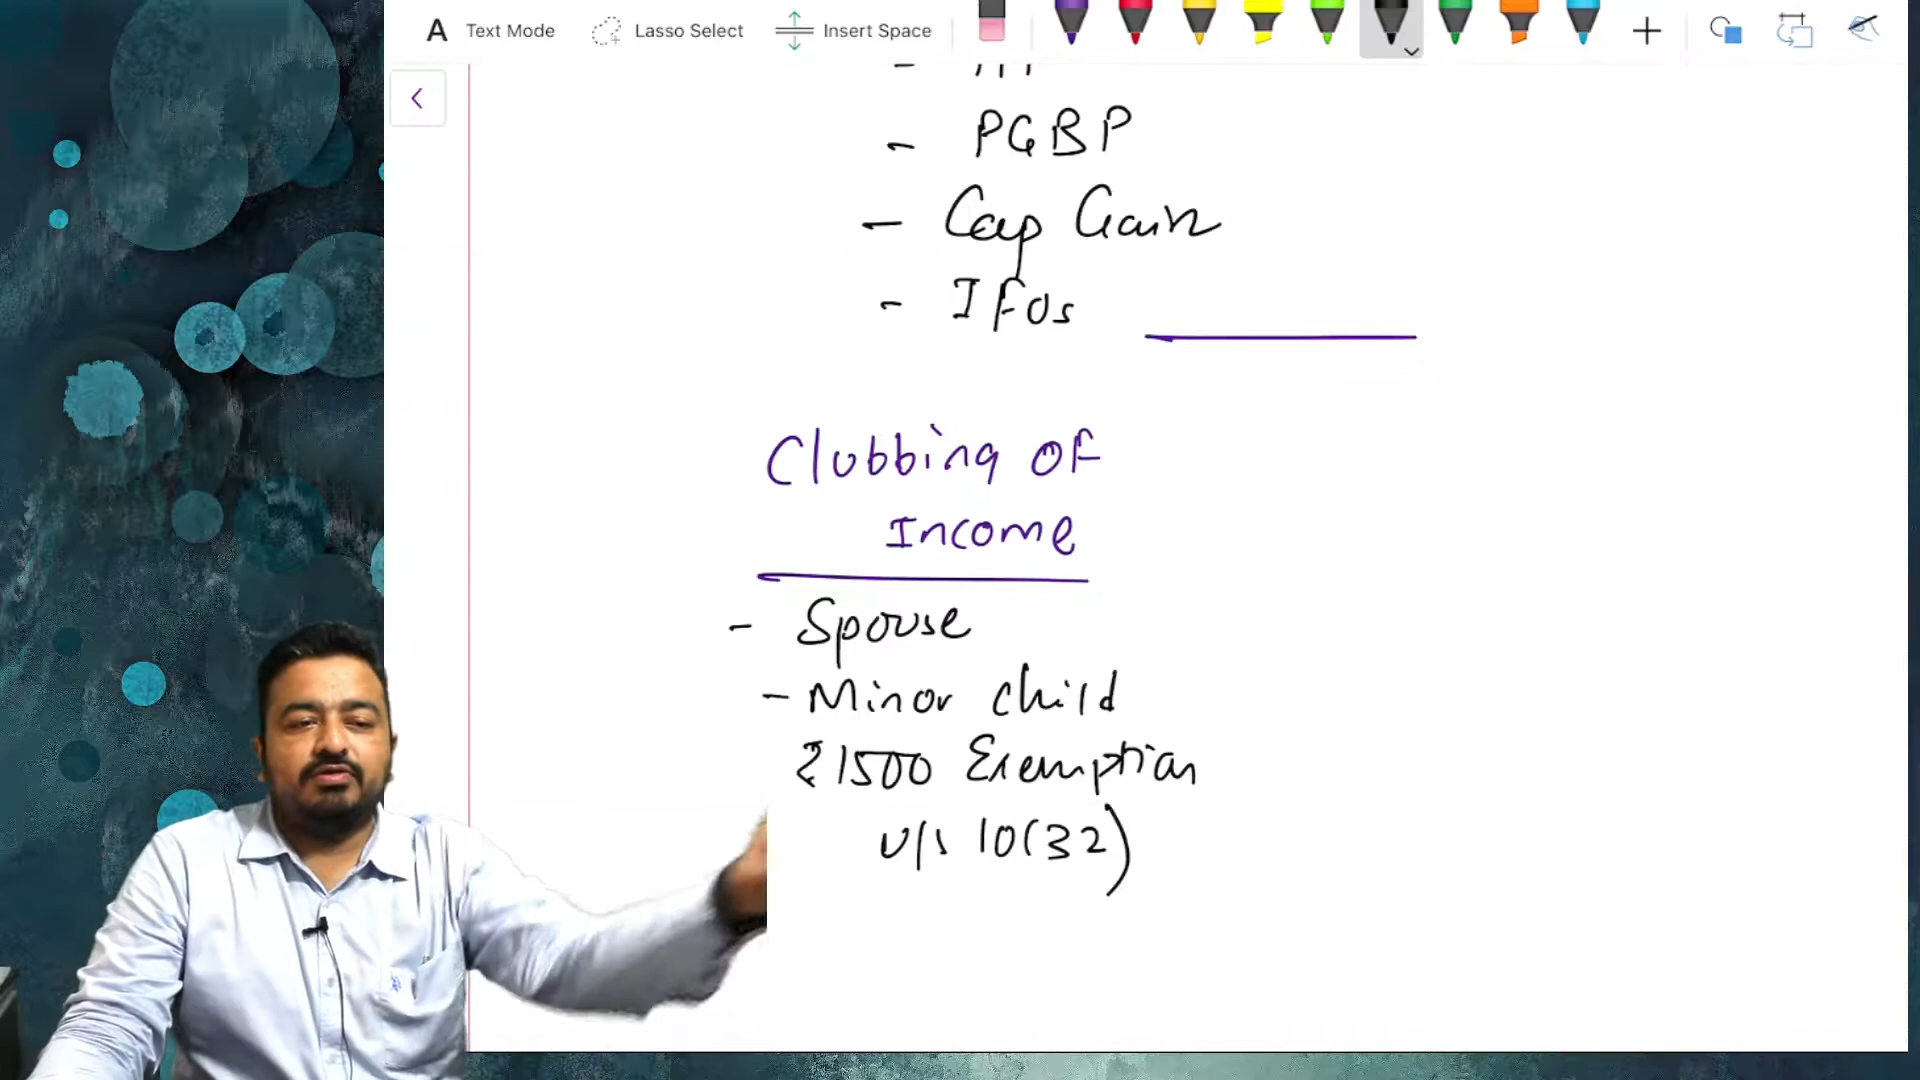 A Text Mode Lasso Select Insert Space
- PGBP
- Cap Gain
- IFOS
Clubbing OF
Income
- Spouse
- Minor child
₹1500 Exemption
u/s 10(32)